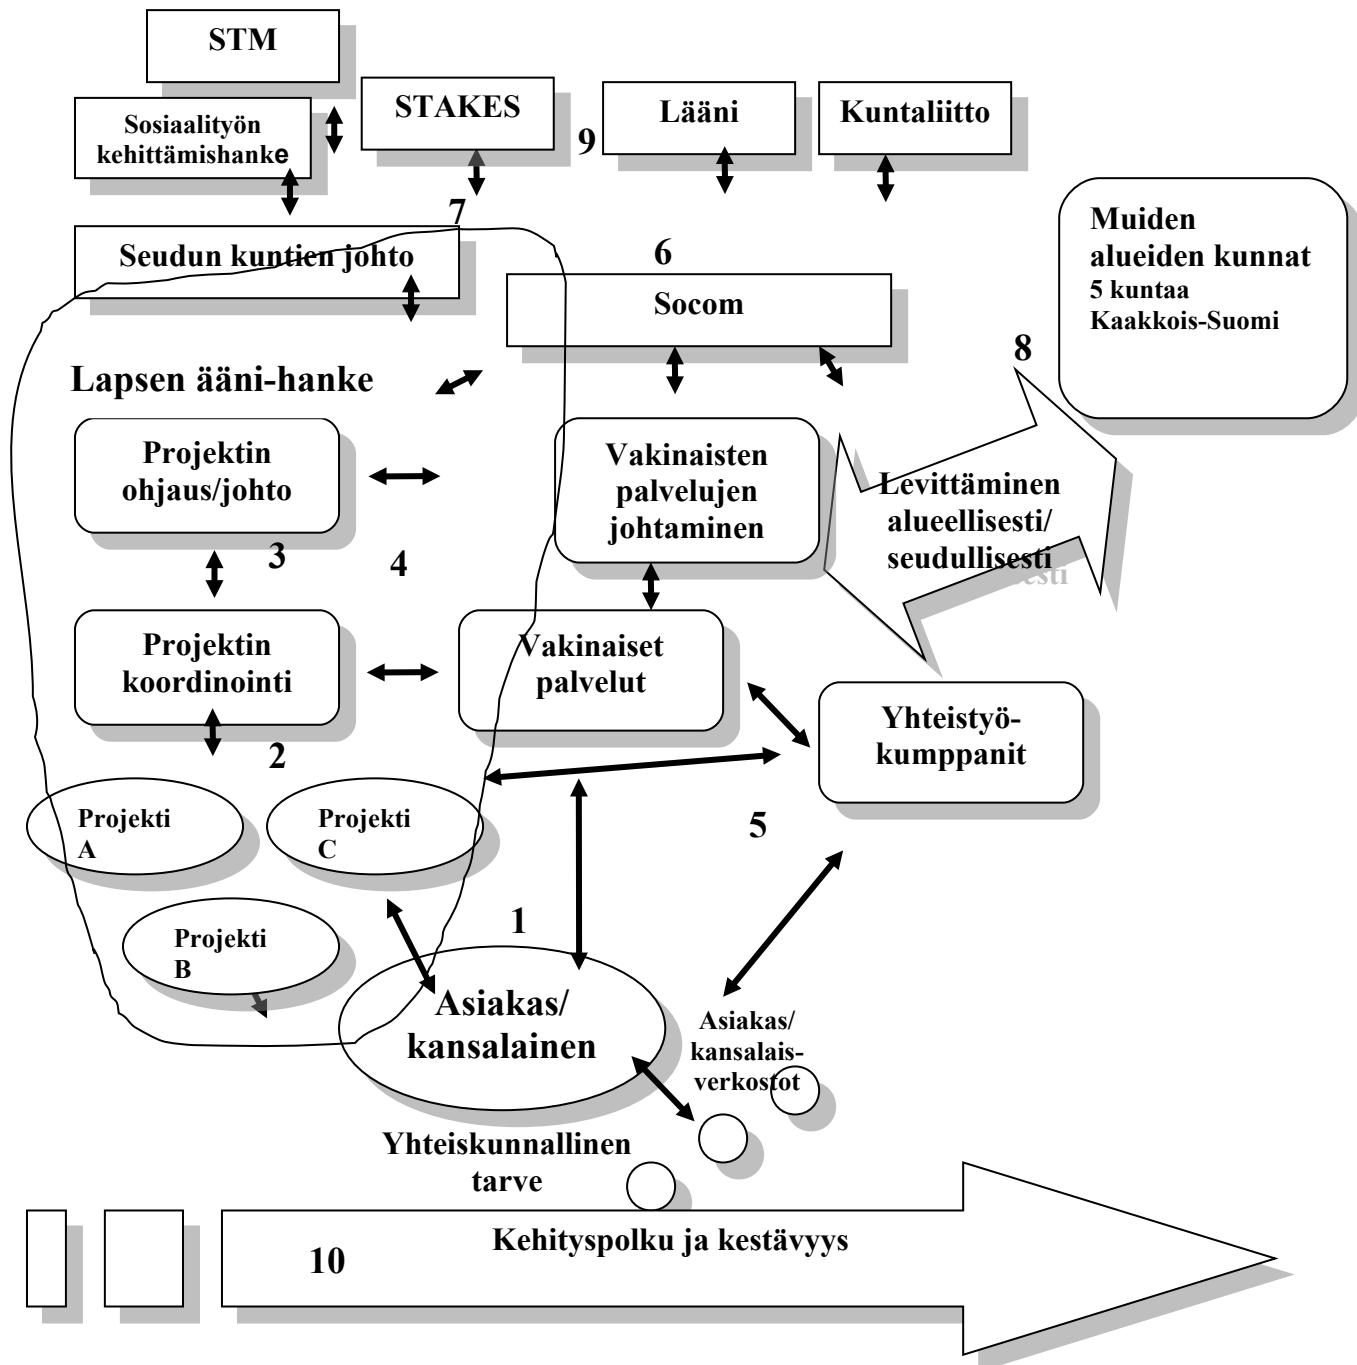 STM
STAKES
Lääni
Kuntaliitto
Sosiaalityön
kehittämishanke
9
7
Seudun kuntien johto
6
Socom
Muiden
alueiden kunnat
5 kuntaa
Kaakkois-Suomi
8
Lapsen ääni-hanke
Projektin
ohjaus/johto
Vakinaisten
palvelujen
johtaminen
Levittäminen
alueellisesti/
seudullisesti
3
4
Projektin
koordinointi
Vakinaiset
palvelut
Yhteistyö-
kumppanit
2
Projekti
A
Projekti
C
5
Projekti
B
1
Asiakas/
kansalainen
Asiakas/
kansalais-
verkostot
Yhteiskunnallinen
tarve
Kehityspolku ja kestävyys
10